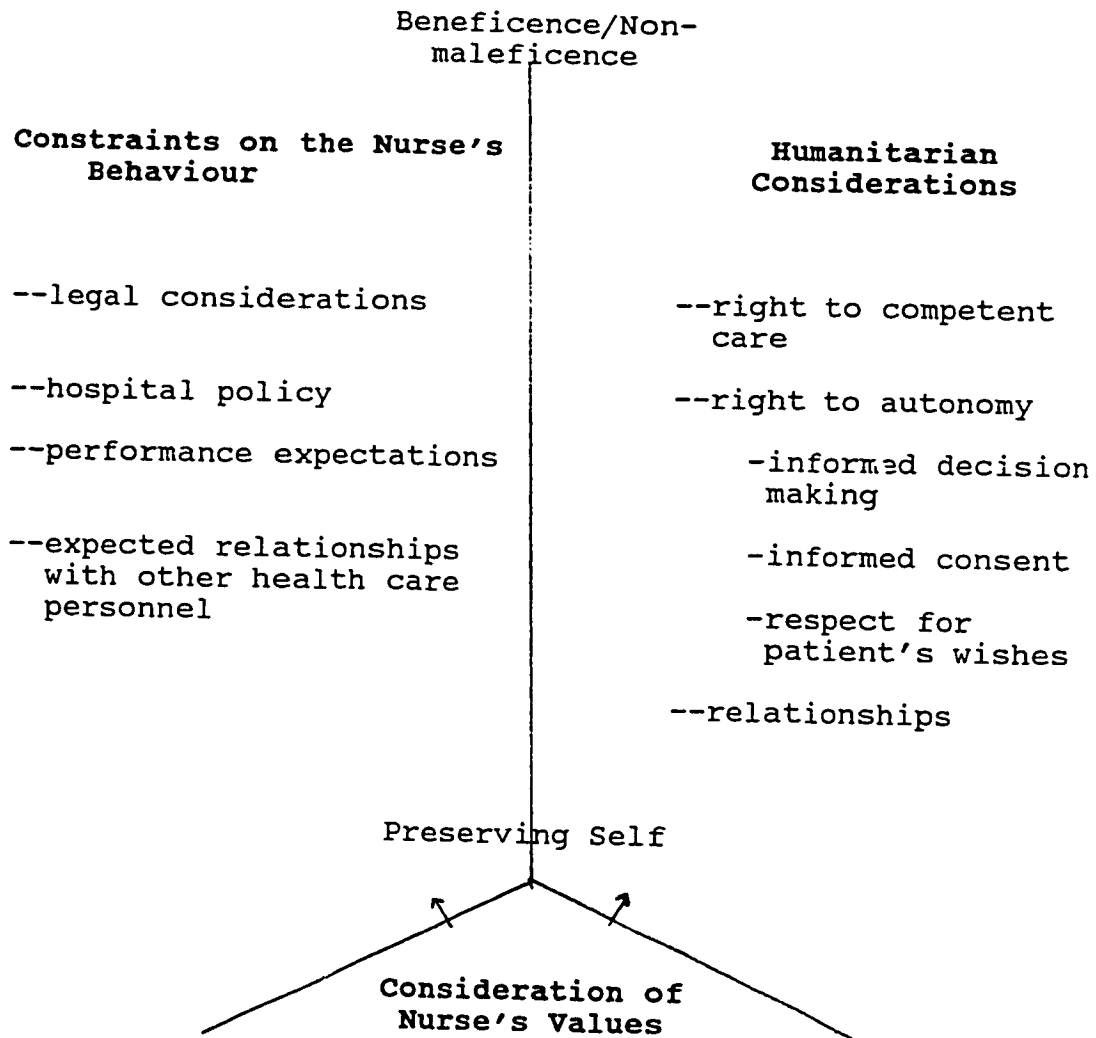 Beneficence/Non-
maleficence
Constraints on the Nurse's
Behaviour
--legal considerations
--hospital policy
--performance expectations
--expected relationships
with other health care
personnel
Humanitarian
Considerations
--right to competent
care
--right to autonomy
-informed decision
making
-informed consent
-respect for
patient's wishes
--relationships
Preserving Self
Consideration of
Nurse's Values